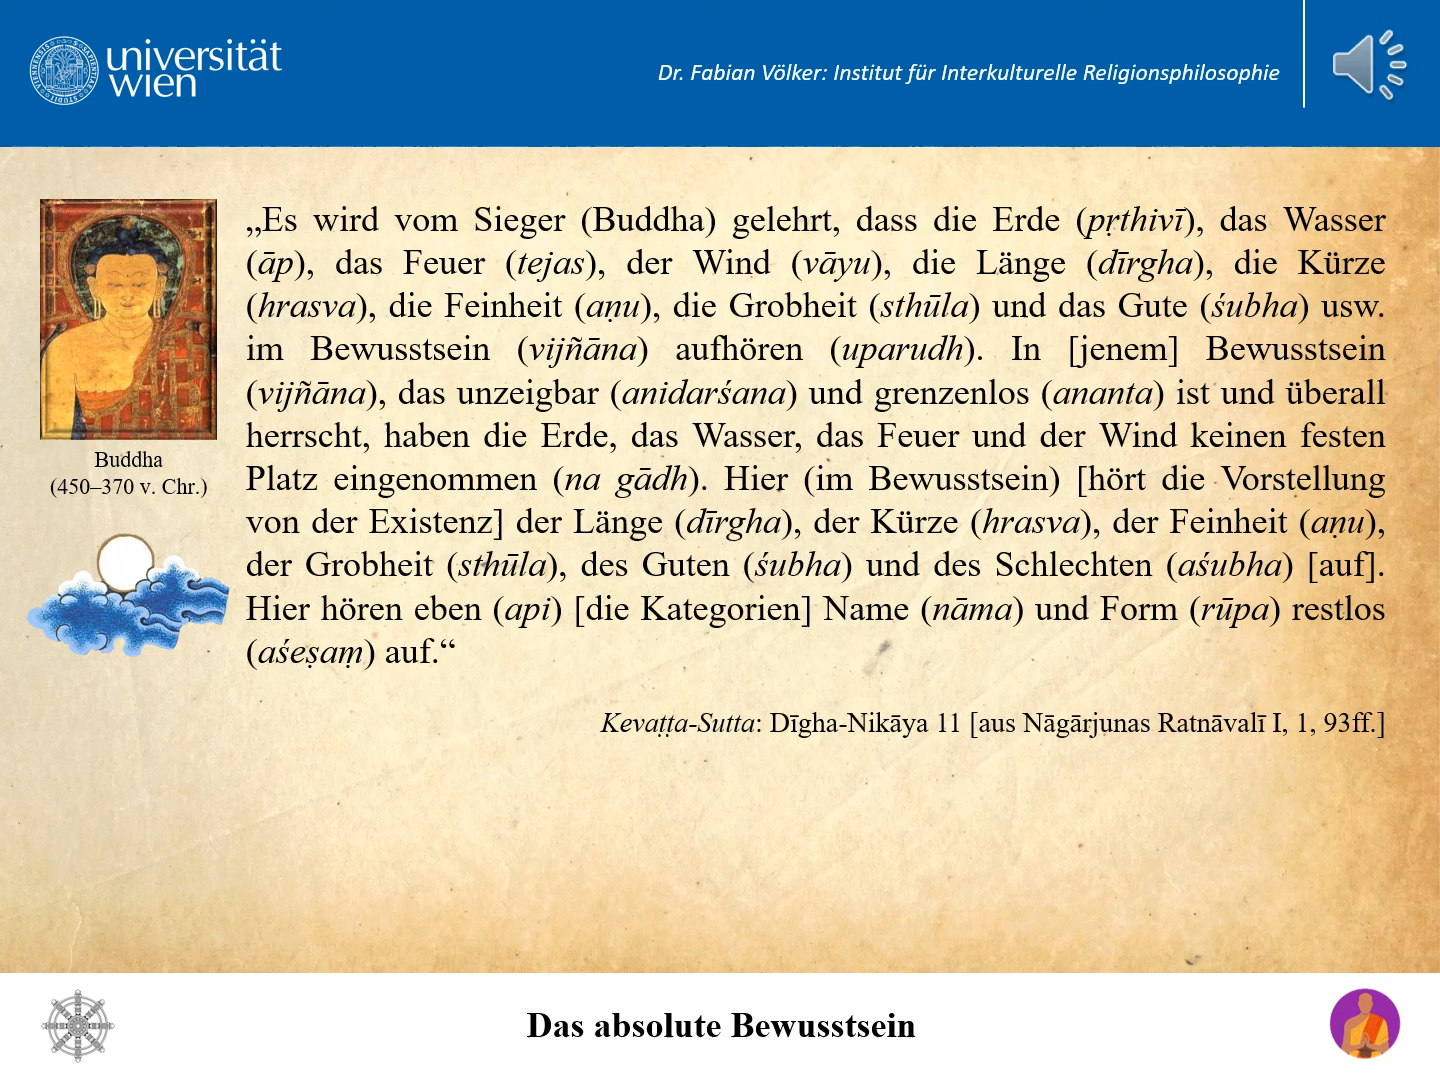 universität
wien
Dr. Fabian Völker: Institut für Interkulturelle Religionsphilosophie
„Es wird vom Sieger (Buddha) gelehrt, dass die Erde (pṛthivī), das Wasser
(āp), das Feuer (tejas), der Wind (vāyu), die Länge (dīrgha), die Kürze
(hrasva), die Feinheit (aṇu), die Grobheit (sthūla) und das Gute (śubha) usw.
im Bewusstsein (vijñāna) aufhören (uparudh). In [jenem] Bewusstsein
(vijñāna), das unzeigbar (anidarśana) und grenzenlos (ananta) ist und überall
herrscht, haben die Erde, das Wasser, das Feuer und der Wind keinen festen
Platz eingenommen (na gādh). Hier (im Bewusstsein) [hört die Vorstellung
von der Existenz] der Länge (dīrgha), der Kürze (hrasva), der Feinheit (aṇu),
der Grobheit (sthūla), des Guten (śubha) und des Schlechten (aśubha) [auf].
Hier hören eben (api) [die Kategorien] Name (nāma) und Form (rūpa) restlos
(aśeṣaṃ) auf.“
Buddha
(450–370 v. Chr.)
Kevaṭṭa-Sutta: Dīgha-Nikāya 11 [aus Nāgārjunas Ratnāvalī I, 1, 93ff.]
Das absolute Bewusstsein